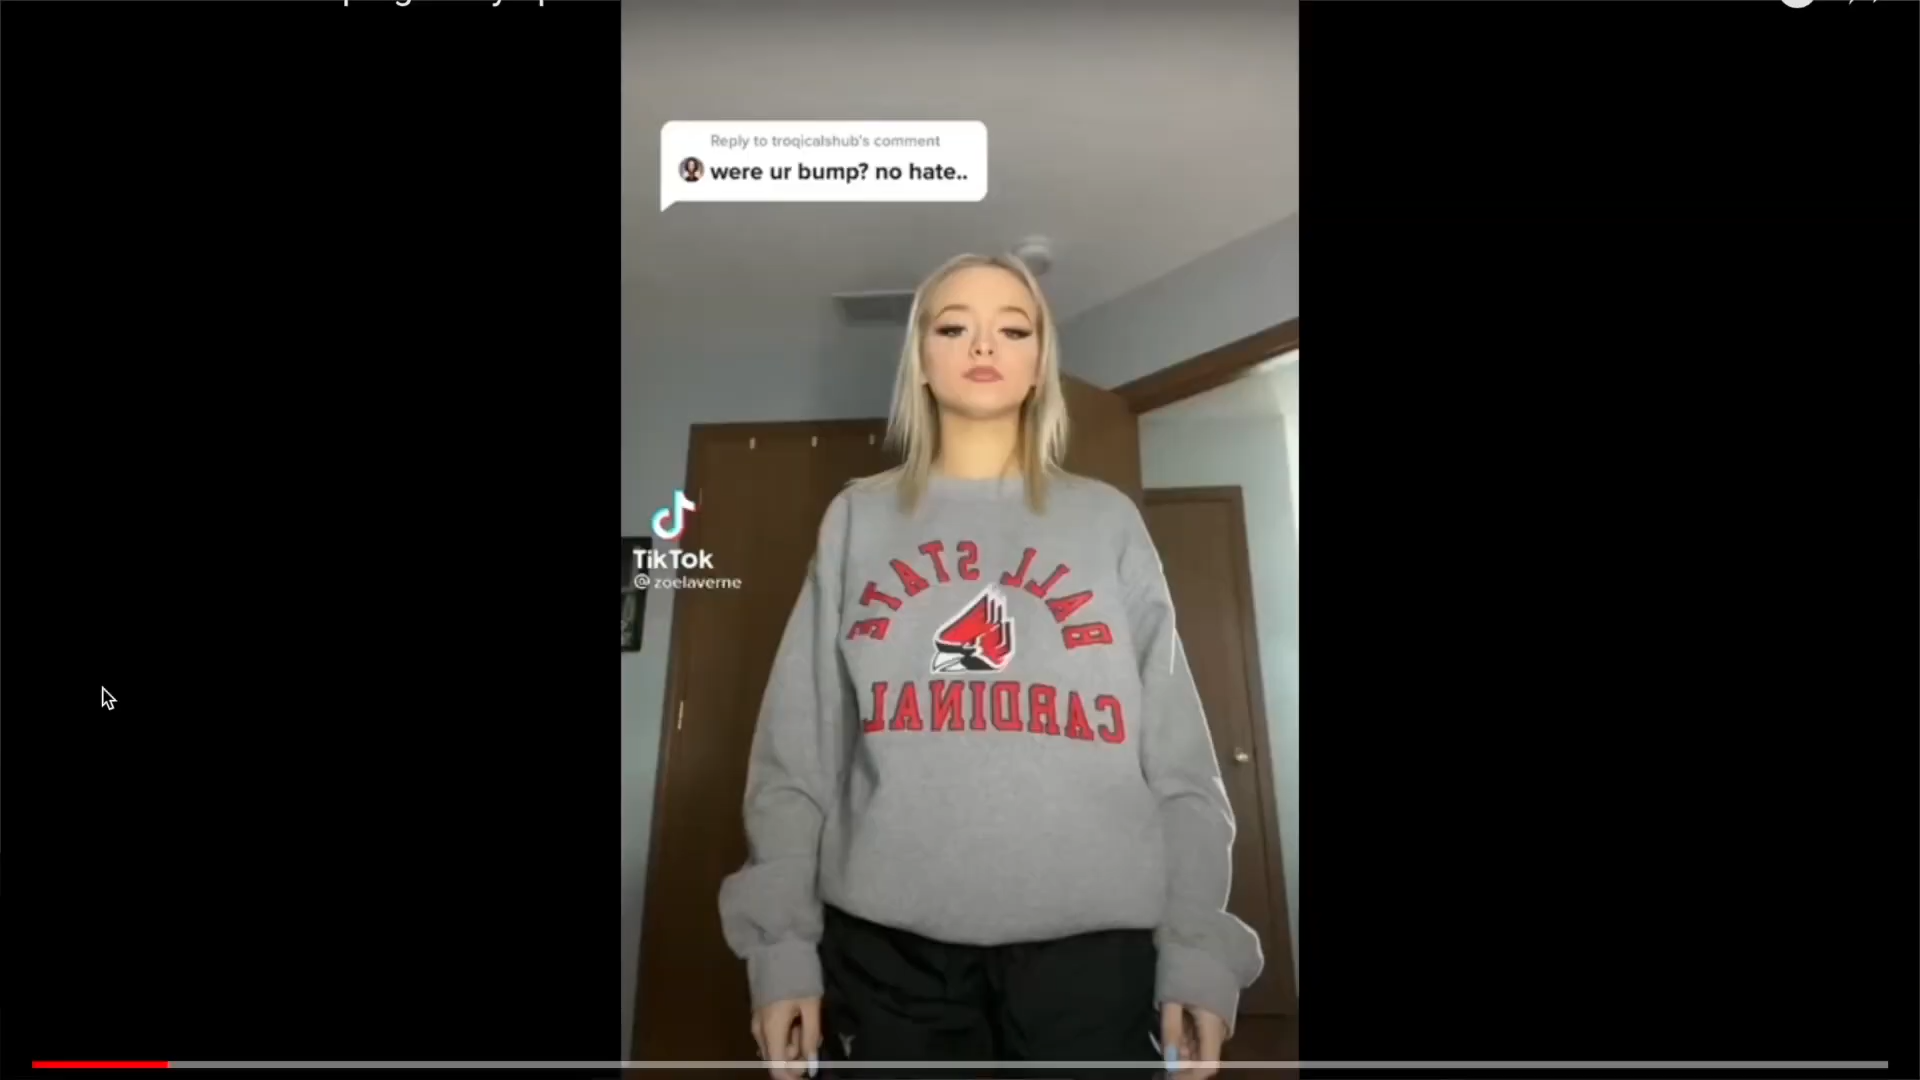 Reply to troqicalshub's comment
were ur bump? no hate..
TikTok
@zoelaverne
BALL STATE
CARDINAL